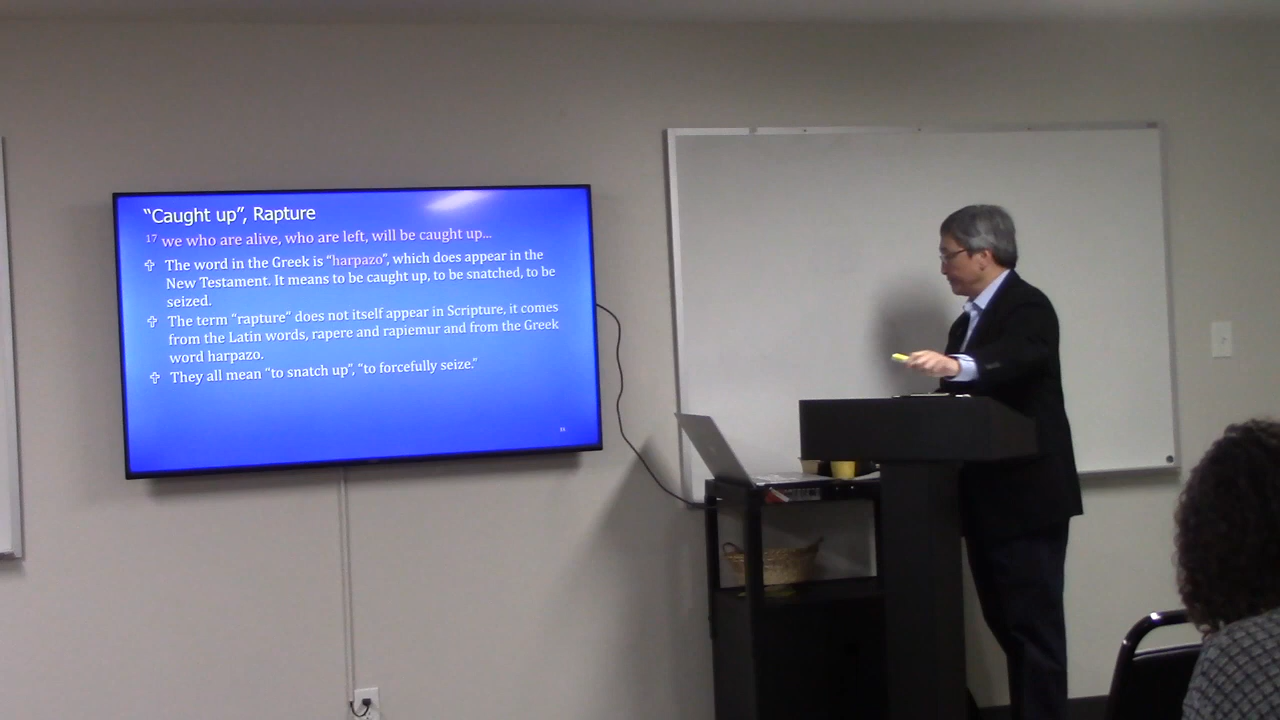 "Caught up", Rapture
17 we who are alive, who are left, will be caught up...
The word in the Greek is "harpazo", which does appear in the
New Testament. It means to be caught up, to be snatched, to be
seized.
The term "rapture" does not itself appear in Scripture, it comes
from the Latin words, rapere and rapiemur and from the Greek
word harpazo.
They all mean "to snatch up", "to forcefully seize."